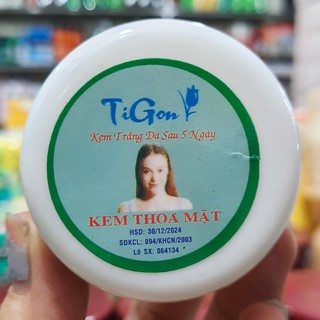 TiGon
Kem Trắng Da Sau 5 Ngày
KEM THOA MẶT
HSD: 30/12/2024
SĐKCL: 094/KHCN/2003
Lô SX: 064134